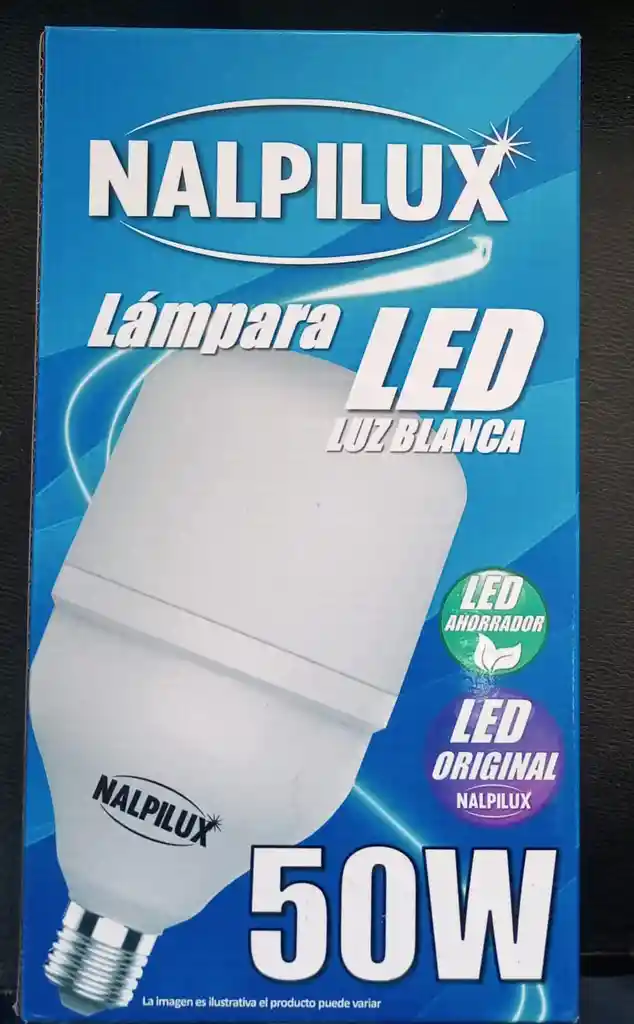 NALPILUX
Lámpara
LED
LUZ BLANCA
LED
AHORRADOR
LED
ORIGINAL
NALPILUX
NALPILUX
50W
La imagen es ilustrativa el producto puede variar